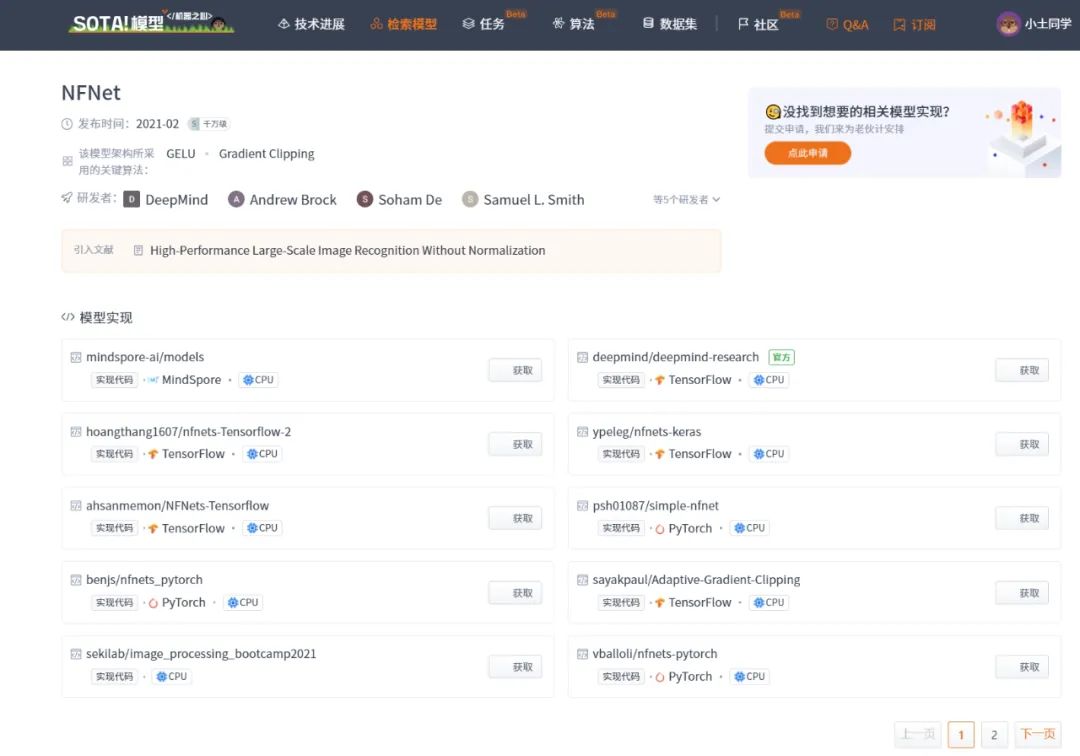 SOTA!模型 </机器之心>
技术进展
检索模型
任务 Beta
算法 Beta
数据集
社区 Beta
Q&A
订阅
小土同学
NFNet
发布时间: 2021-02 S 千万级
该模型架构所采用的关键算法: GELU • Gradient Clipping
研发者: D DeepMind A Andrew Brock S Soham De S Samuel L. Smith 等5个研发者
引入文献 High-Performance Large-Scale Image Recognition Without Normalization
没找到想要的相关模型实现?
提交申请，我们来为老伙计安排
点此申请
</> 模型实现
mindspore-ai/models
实现代码 · MindSpore • CPU
获取
deepmind/deepmind-research 官方
实现代码 · TensorFlow • CPU
获取
hoangthang1607/nfnets-Tensorflow-2
实现代码 · TensorFlow • CPU
获取
ypeleg/nfnets-keras
实现代码 · TensorFlow • CPU
获取
ahsanmemon/NFNets-Tensorflow
实现代码 · TensorFlow • CPU
获取
psh01087/simple-nfnet
实现代码 · PyTorch • CPU
获取
benjs/nfnets_pytorch
实现代码 · PyTorch • CPU
获取
sayakpaul/Adaptive-Gradient-Clipping
实现代码 · TensorFlow • CPU
获取
sekilab/image_processing_bootcamp2021
实现代码 · CPU
获取
vballoli/nfnets-pytorch
实现代码 · PyTorch • CPU
获取
上一页 1 2 下一页